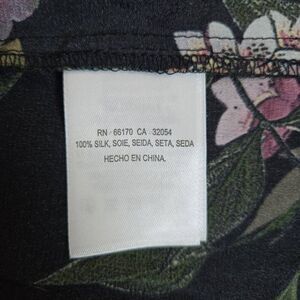 RN 66170 CA 32054
100% SILK, SOIE, SEIDA, SETA, SEDA
HECHO EN CHINA.